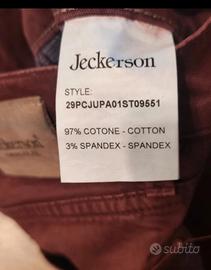 Jeckerson
STYLE:
29PCJUPA01ST09551
97% COTONE - COTTON
3% SPANDEX - SPANDEX
subito